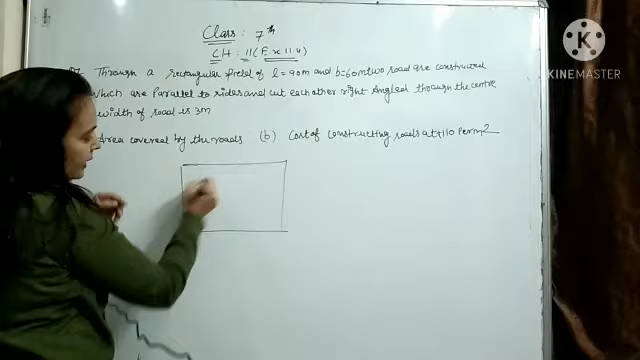 Class: 7th
CH: 11 (Ex 11.4)
Through a rectangular field of l = 90m and b = 60m two road are constructed
which are parallel to sides and cut each other right angled through the centre
width of road is 3m
Area covered by the roads (b) Cost of constructing roads at ₹110 per m2
K
KINEMASTER